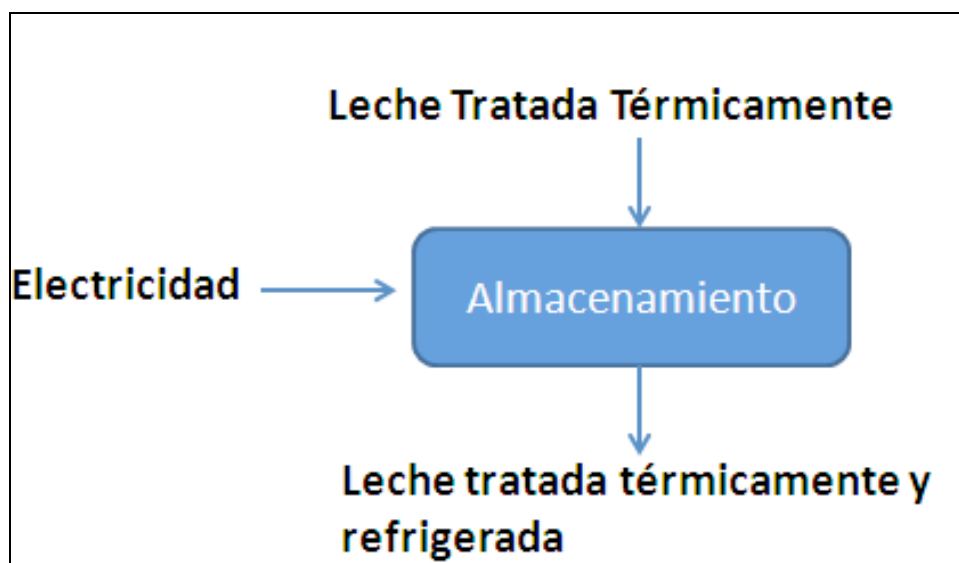 Leche Tratada Térmicamente
Electricidad
Almacenamiento
Leche tratada térmicamente y
refrigerada